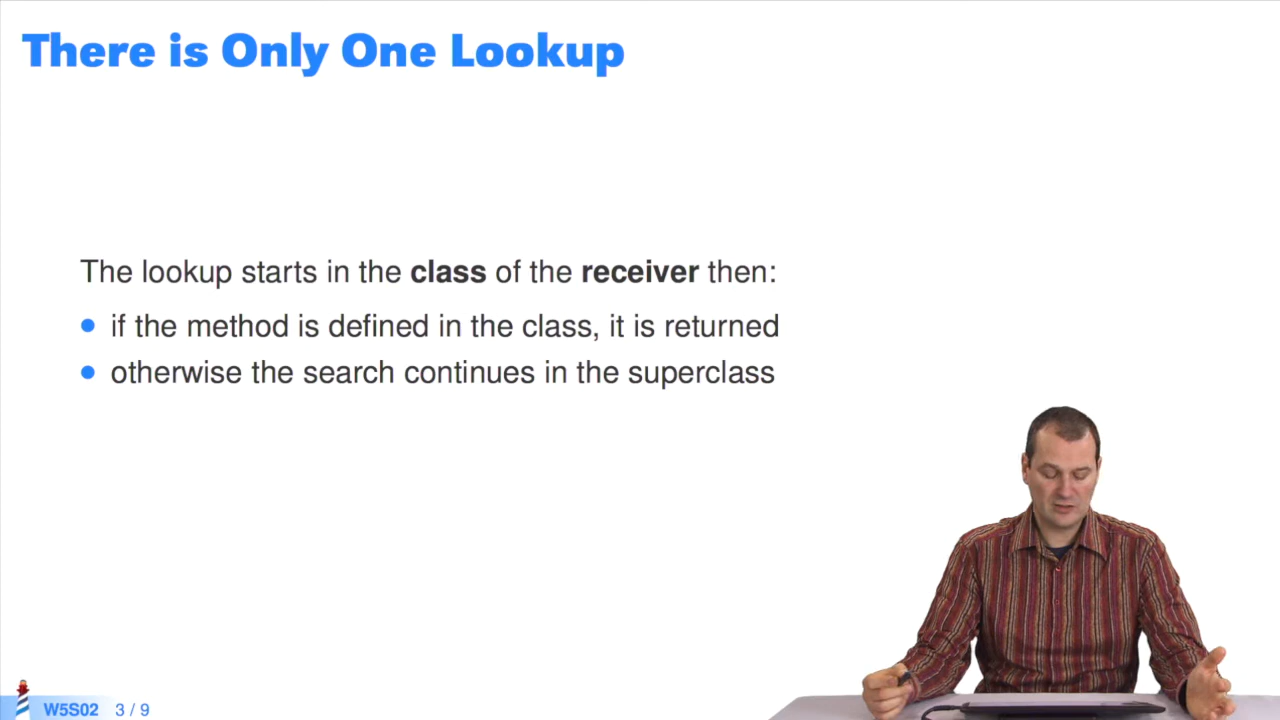 There is Only One Lookup
The lookup starts in the class of the receiver then:
if the method is defined in the class, it is returned
otherwise the search continues in the superclass
W5S02 3 / 9